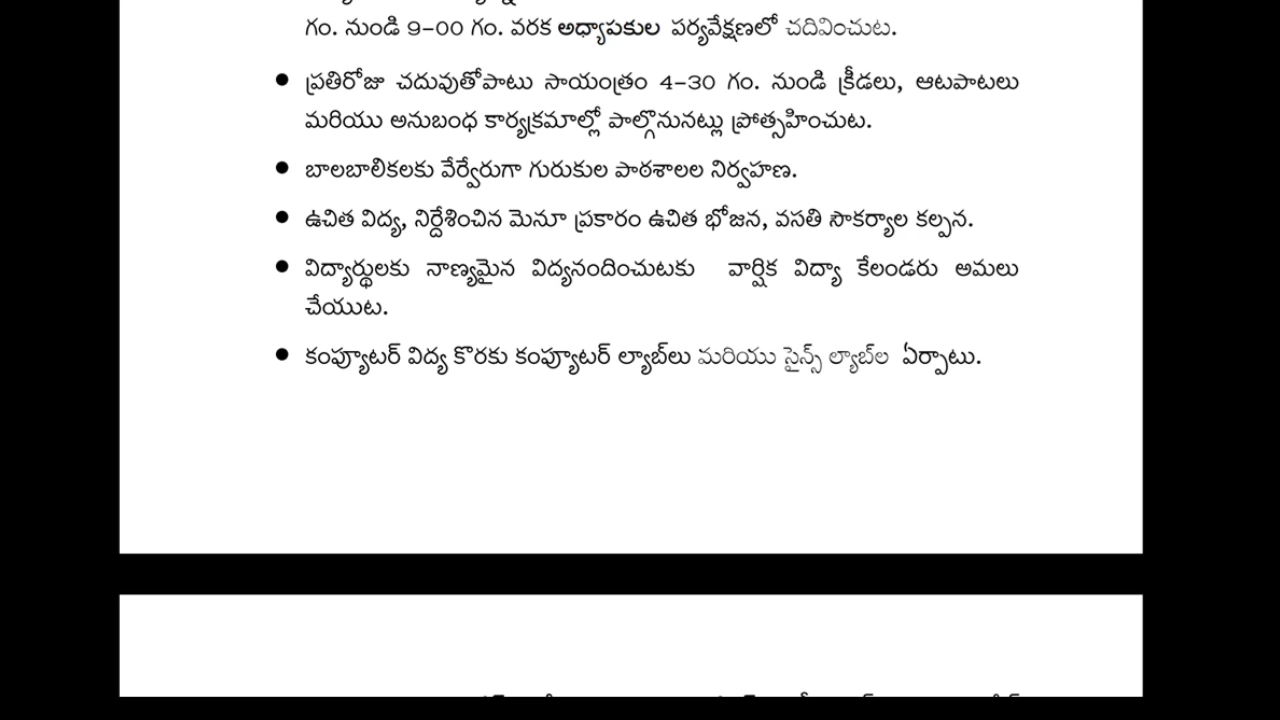 గం. నుండి 9-00 గం. వరక అధ్యాపకుల పర్యవేక్షణలో చదివించుట.
● ప్రతిరోజు చదువుతోపాటు సాయంత్రం 4-30 గం. నుండి క్రీడలు, ఆటపాటలు
మరియు అనుబంధ కార్యక్రమాల్లో పాల్గొనునట్లు ప్రోత్సహించుట.
● బాలబాలికలకు వేర్వేరుగా గురుకుల పాఠశాలల నిర్వహణ.
● ఉచిత విద్య, నిర్దేశించిన మెనూ ప్రకారం ఉచిత భోజన, వసతి సౌకర్యాల కల్పన.
● విద్యార్థులకు నాణ్యమైన విద్యనందించుటకు వార్షిక విద్యా కేలండరు అమలు
చేయుట.
● కంప్యూటర్ విద్య కొరకు కంప్యూటర్ ల్యాబ్‌లు మరియు సైన్స్ ల్యాబ్‌ల ఏర్పాటు.